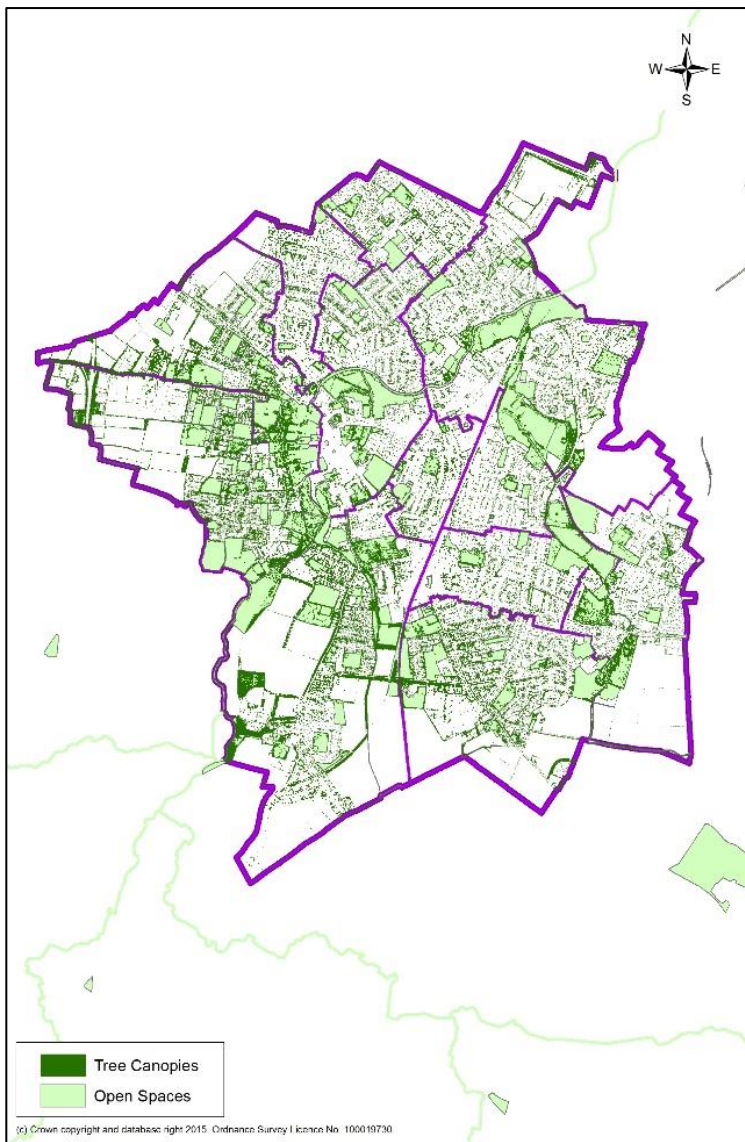 N
W E
S
Tree Canopies
Open Spaces
(c) Crown copyright and database right 2015. Ordnance Survey Licence No. 100019730